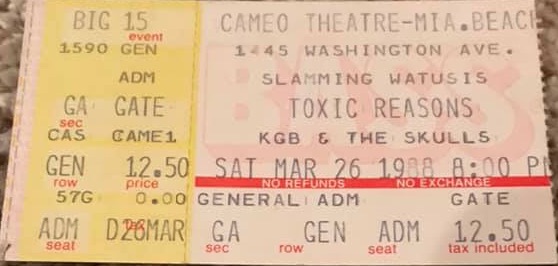 BIG 15
event
1590 GEN
ADM
GA GATE
sec
CAS CAME1
GEN 12.50
row price
57G 0.00
tax
ADM D26MAR
seat
CAMEO THEATRE-MIA.BEACH
1445 WASHINGTON AVE.
SLAMMING WATUSIS
TOXIC REASONS
KGB & THE SKULLS
SAT MAR 26 1988 8:00 PM
NO REFUNDS NO EXCHANGE
GENERAL ADM GATE
GA GEN ADM 12.50
sec row seat tax included
BASS